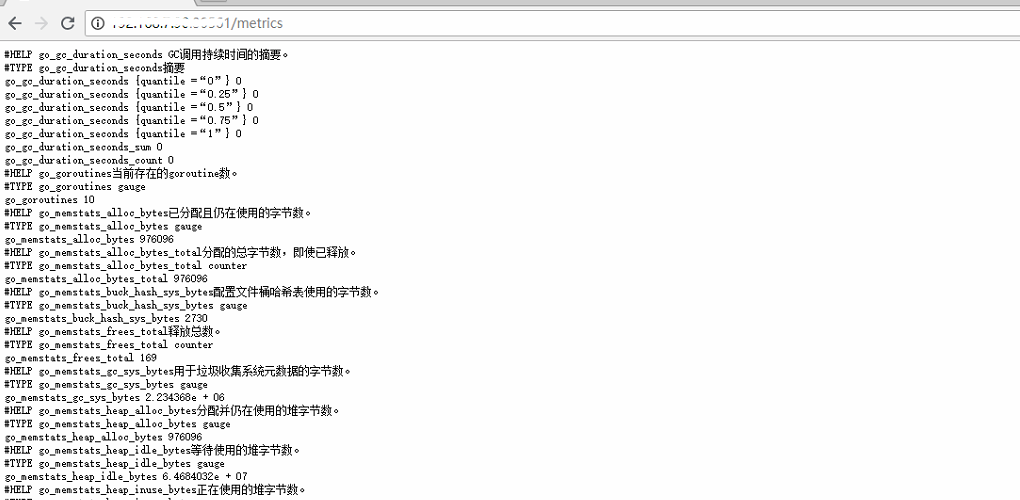 /metrics
#HELP go_gc_duration_seconds GC调用持续时间的摘要。
#TYPE go_gc_duration_seconds摘要
go_gc_duration_seconds {quantile =“0”} 0
go_gc_duration_seconds {quantile =“0.25”} 0
go_gc_duration_seconds {quantile =“0.5”} 0
go_gc_duration_seconds {quantile =“0.75”} 0
go_gc_duration_seconds {quantile =“1”} 0
go_gc_duration_seconds_sum 0
go_gc_duration_seconds_count 0
#HELP go_goroutines当前存在的goroutine数。
#TYPE go_goroutines gauge
go_goroutines 10
#HELP go_memstats_alloc_bytes已分配且仍在使用的字节数。
#TYPE go_memstats_alloc_bytes gauge
go_memstats_alloc_bytes 976096
#HELP go_memstats_alloc_bytes_total分配的总字节数，即使已释放。
#TYPE go_memstats_alloc_bytes_total counter
go_memstats_alloc_bytes_total 976096
#HELP go_memstats_buck_hash_sys_bytes配置文件桶哈希表使用的字节数。
#TYPE go_memstats_buck_hash_sys_bytes gauge
go_memstats_buck_hash_sys_bytes 2730
#HELP go_memstats_frees_total释放总数。
#TYPE go_memstats_frees_total counter
go_memstats_frees_total 169
#HELP go_memstats_gc_sys_bytes用于垃圾收集系统元数据的字节数。
#TYPE go_memstats_gc_sys_bytes gauge
go_memstats_gc_sys_bytes 2.234368e + 06
#HELP go_memstats_heap_alloc_bytes分配并仍在使用的堆字节数。
#TYPE go_memstats_heap_alloc_bytes gauge
go_memstats_heap_alloc_bytes 976096
#HELP go_memstats_heap_idle_bytes等待使用的堆字节数。
#TYPE go_memstats_heap_idle_bytes gauge
go_memstats_heap_idle_bytes 6.4684032e + 07
#HELP go_memstats_heap_inuse_bytes正在使用的堆字节数。